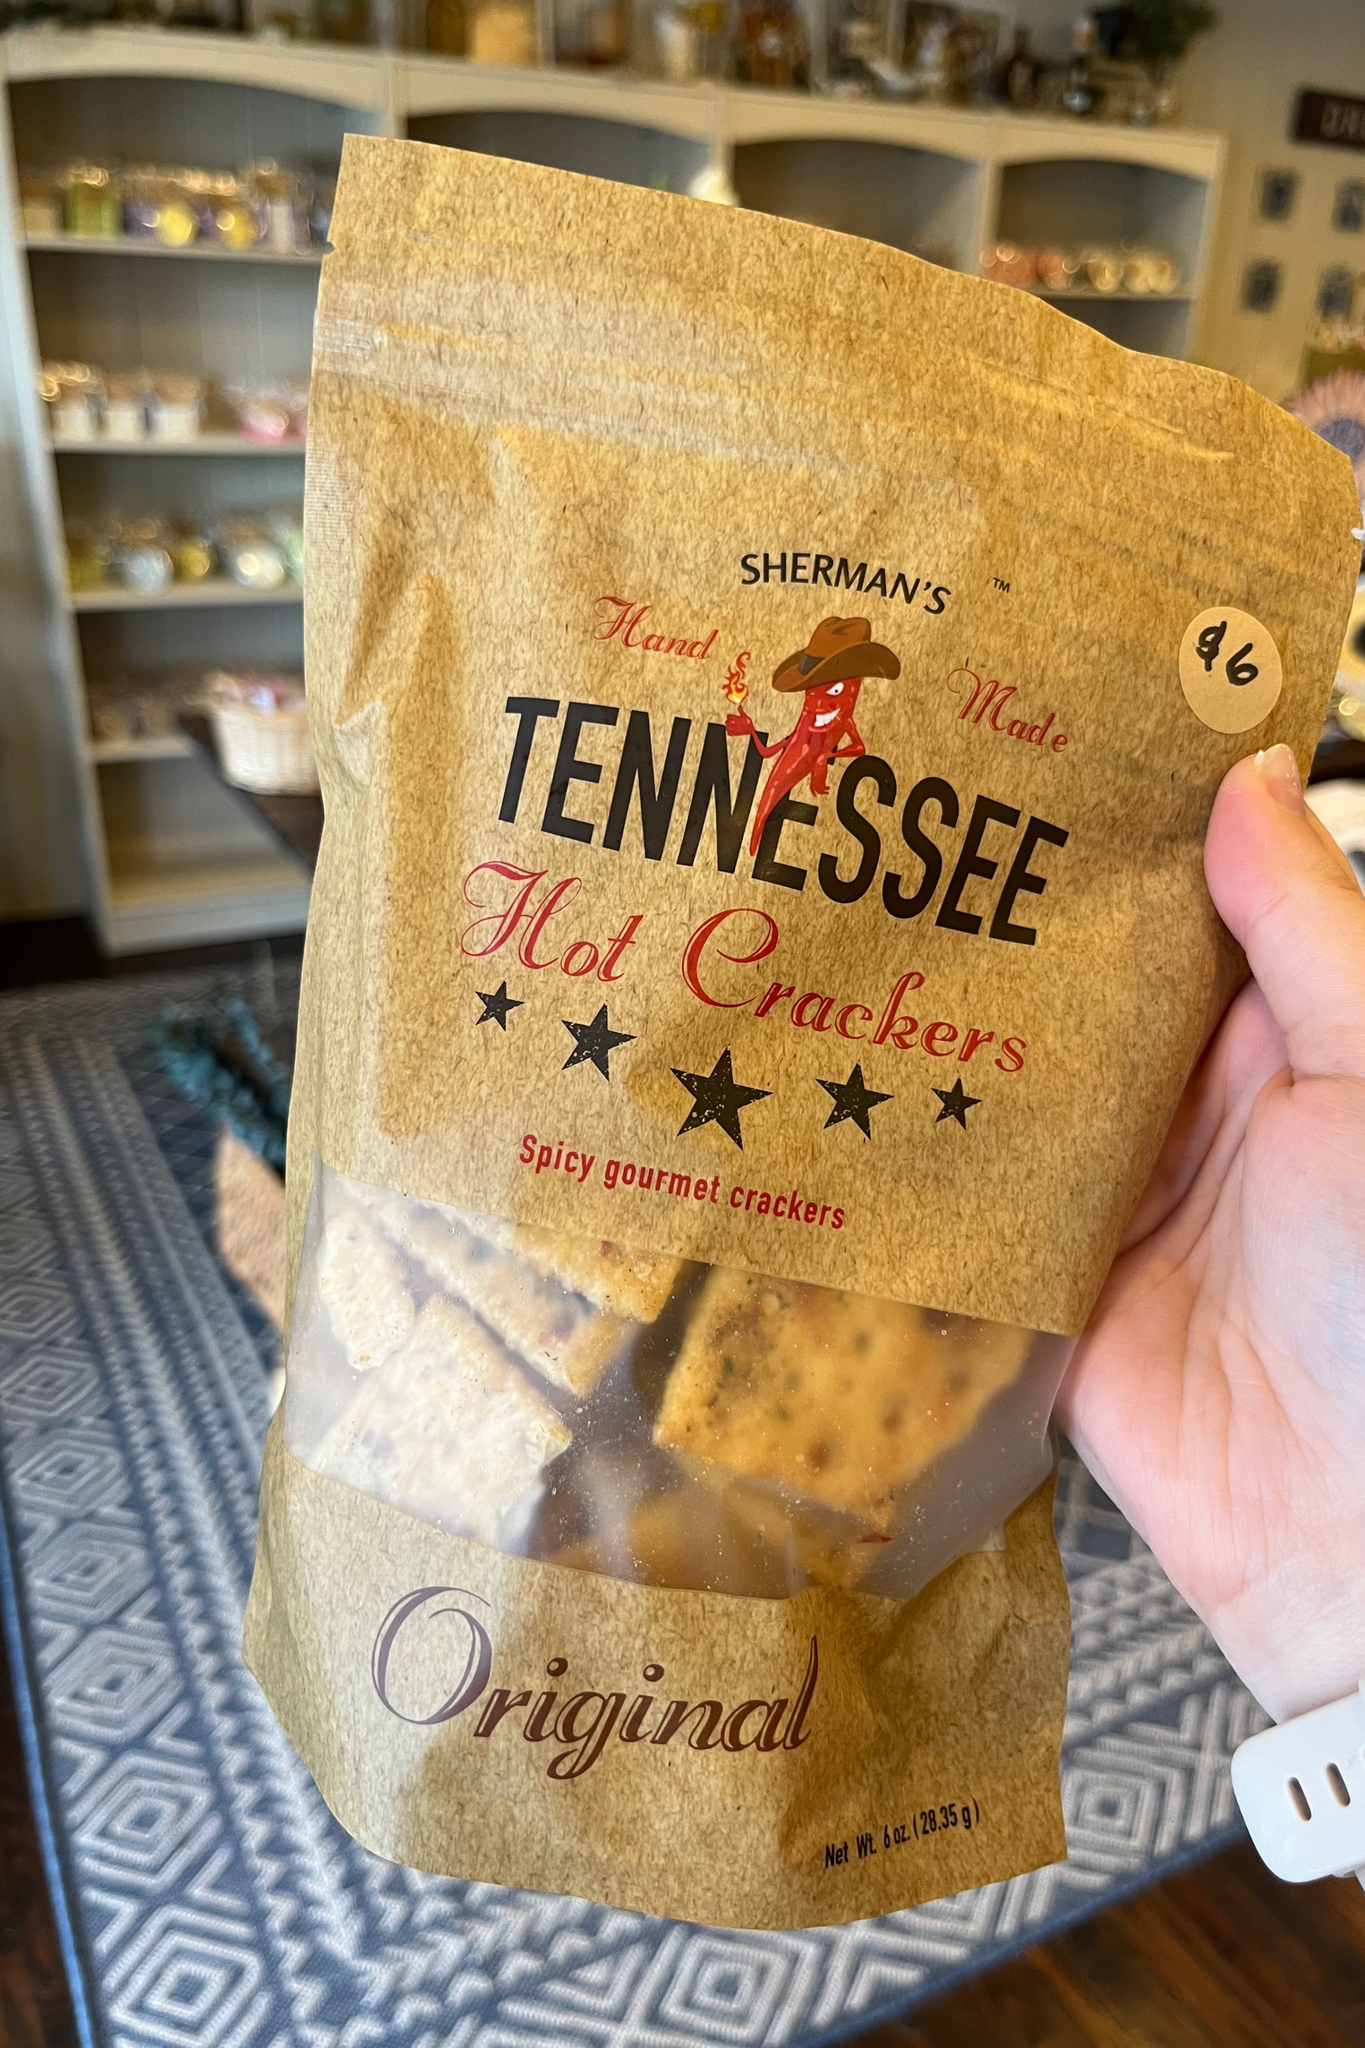 SHERMAN'S ™
Hand Made
$6
TENNESSEE
Hot Crackers
Spicy gourmet crackers
Original
Net Wt. 6 oz. (28.35 g)